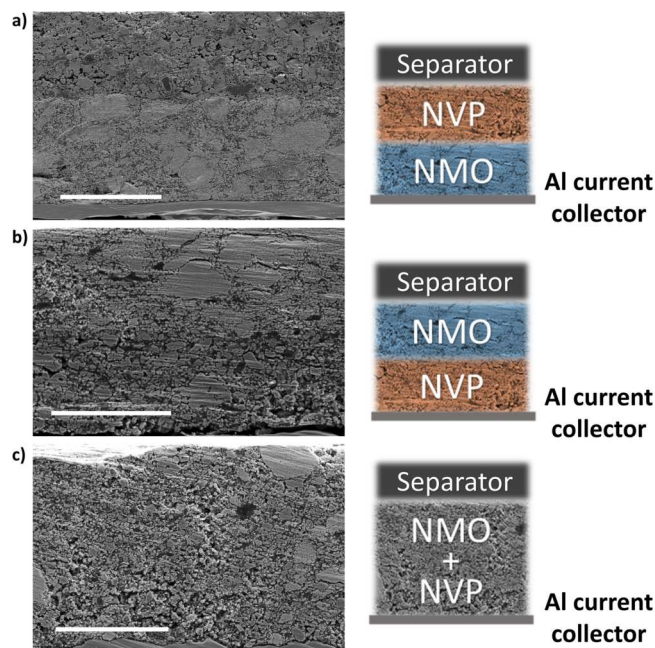 a)
Separator
NVP
NMO
Al current
collector
b)
Separator
NMO
NVP
Al current
collector
c)
Separator
NMO
+
NVP
Al current
collector